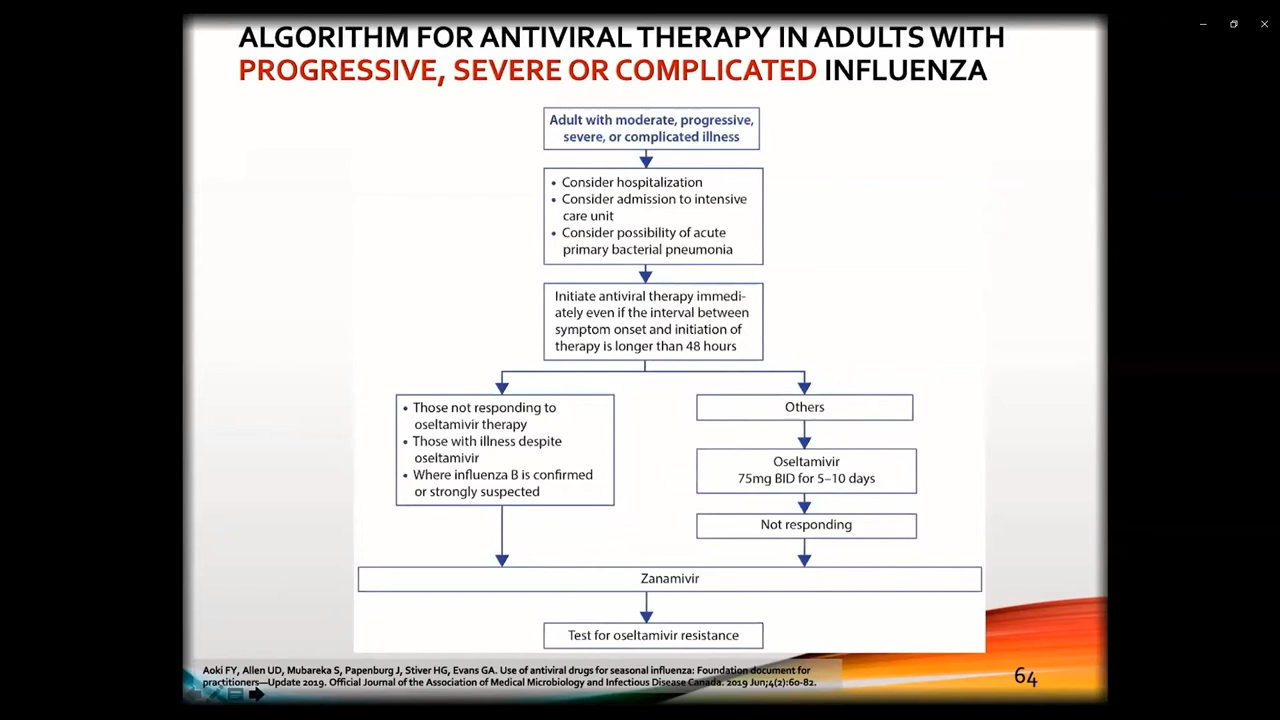 ALGORITHM FOR ANTIVIRAL THERAPY IN ADULTS WITH
PROGRESSIVE, SEVERE OR COMPLICATED INFLUENZA
Adult with moderate, progressive,
severe, or complicated illness
• Consider hospitalization
• Consider admission to intensive
care unit
• Consider possibility of acute
primary bacterial pneumonia
Initiate antiviral therapy immedi-
ately even if the interval between
symptom onset and initiation of
therapy is longer than 48 hours
• Those not responding to
oseltamivir therapy
• Those with illness despite
oseltamivir
• Where influenza B is confirmed
or strongly suspected
Others
Oseltamivir
75mg BID for 5–10 days
Not responding
Zanamivir
Test for oseltamivir resistance
Aoki FY, Allen UD, Mubareka S, Papenburg J, Stiver HG, Evans GA. Use of antiviral drugs for seasonal influenza: Foundation document for
practitioners—Update 2019. Official Journal of the Association of Medical Microbiology and Infectious Disease Canada. 2019 Jun;4(2):60-82.
64